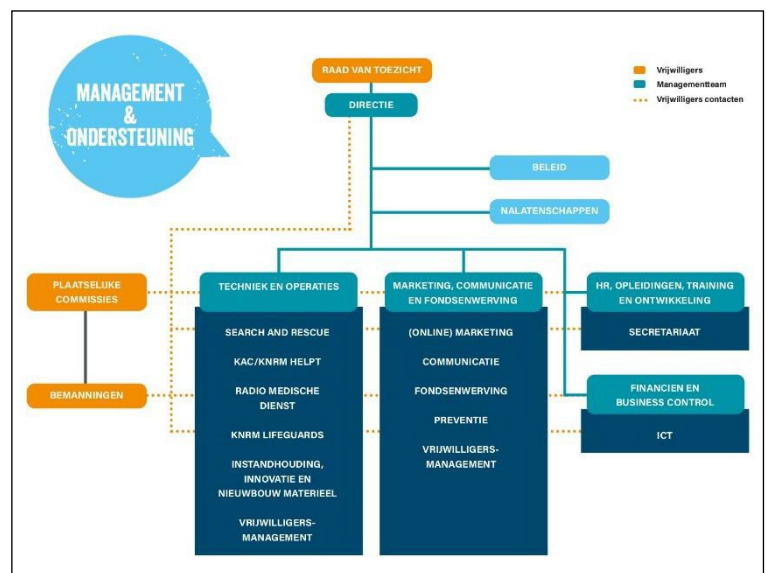 MANAGEMENT
&
ONDERSTEUNING
RAAD VAN TOEZICHT
DIRECTIE
Vrijwilligers
Managementteam
Vrijwilligers contacten
BELEID
NALATENSCHAPPEN
PLAATSELIJKE
COMMISSIES
BEMANNINGEN
TECHNIEK EN OPERATIES
SEARCH AND RESCUE
KAC/KNRM HELPT
RADIO MEDISCHE
DIENST
KNRM LIFEGUARDS
INSTANDHOUDING,
INNOVATIE EN
NIEUWBOUW MATERIEEL
VRIJWILLIGERS-
MANAGEMENT
MARKETING, COMMUNICATIE
EN FONDSENWERVING
(ONLINE) MARKETING
COMMUNICATIE
FONDSENWERVING
PREVENTIE
VRIJWILLIGERS-
MANAGEMENT
HR, OPLEIDINGEN, TRAINING
EN ONTWIKKELING
SECRETARIAAT
FINANCIEN EN
BUSINESS CONTROL
ICT